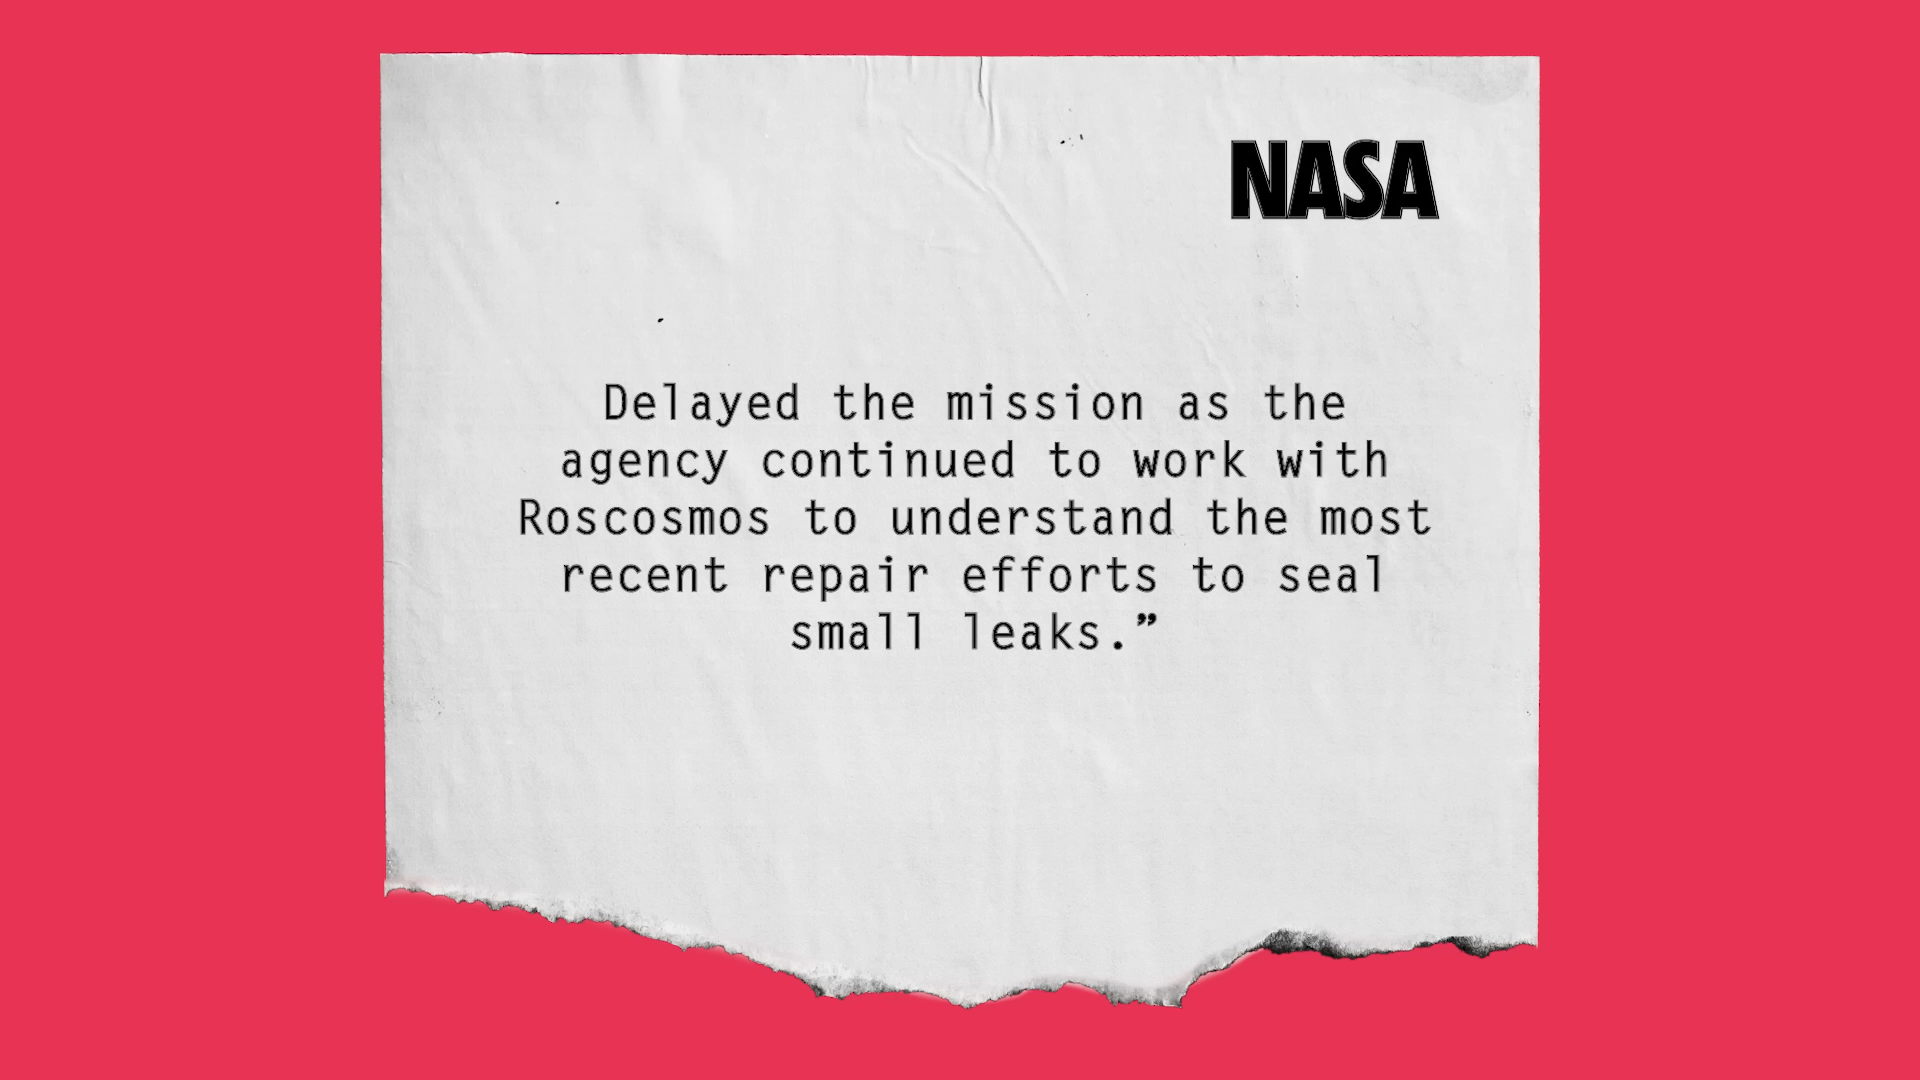 NASA
Delayed the mission as the
agency continued to work with
Roscosmos to understand the most
recent repair efforts to seal
small leaks.”